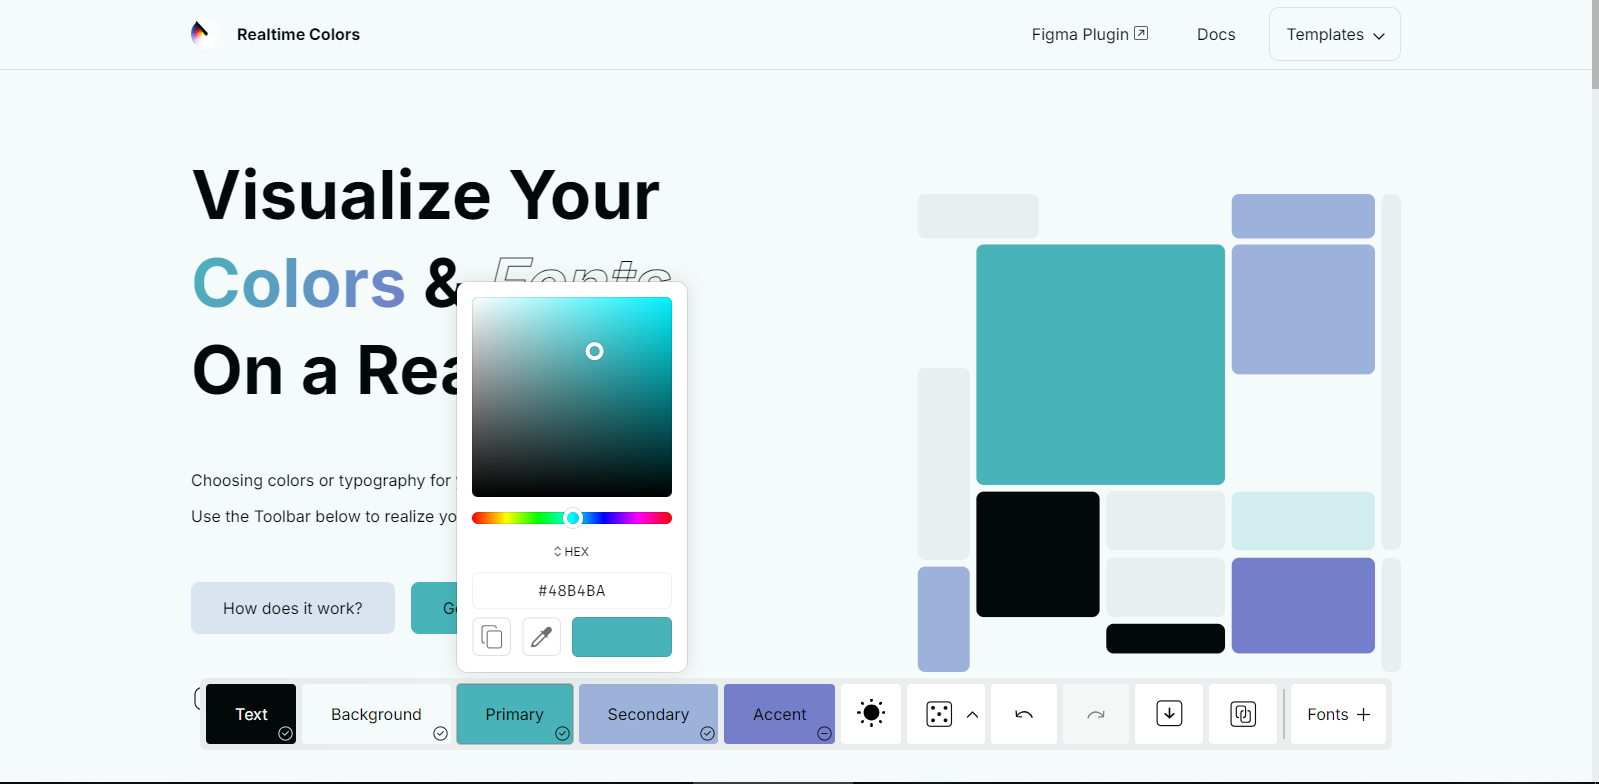 Realtime Colors
Figma Plugin
Docs
Templates
Visualize Your
Colors & Fonts
On a Rea
Choosing colors or typography for
Use the Toolbar below to realize yo
How does it work?
HEX
#48B4BA
Text
Background
Primary
Secondary
Accent
Fonts